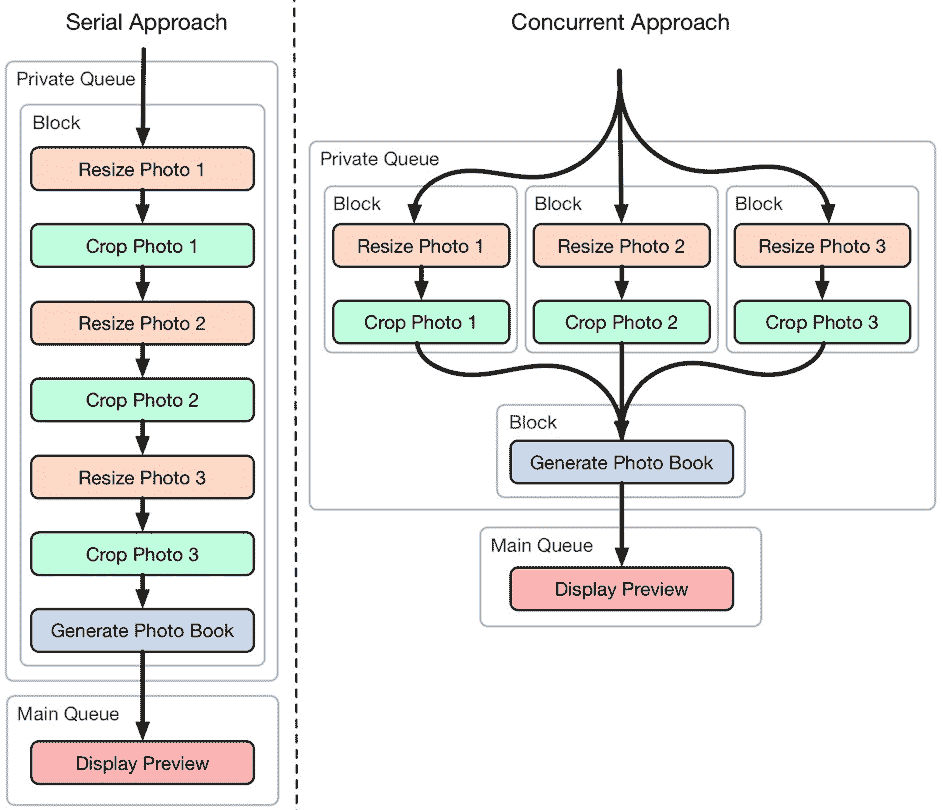 Serial Approach
Private Queue
Block
Resize Photo 1
Crop Photo 1
Resize Photo 2
Crop Photo 2
Resize Photo 3
Crop Photo 3
Generate Photo Book
Main Queue
Display Preview
Concurrent Approach
Private Queue
Block
Block
Block
Resize Photo 1
Resize Photo 2
Resize Photo 3
Crop Photo 1
Crop Photo 2
Crop Photo 3
Block
Generate Photo Book
Main Queue
Display Preview